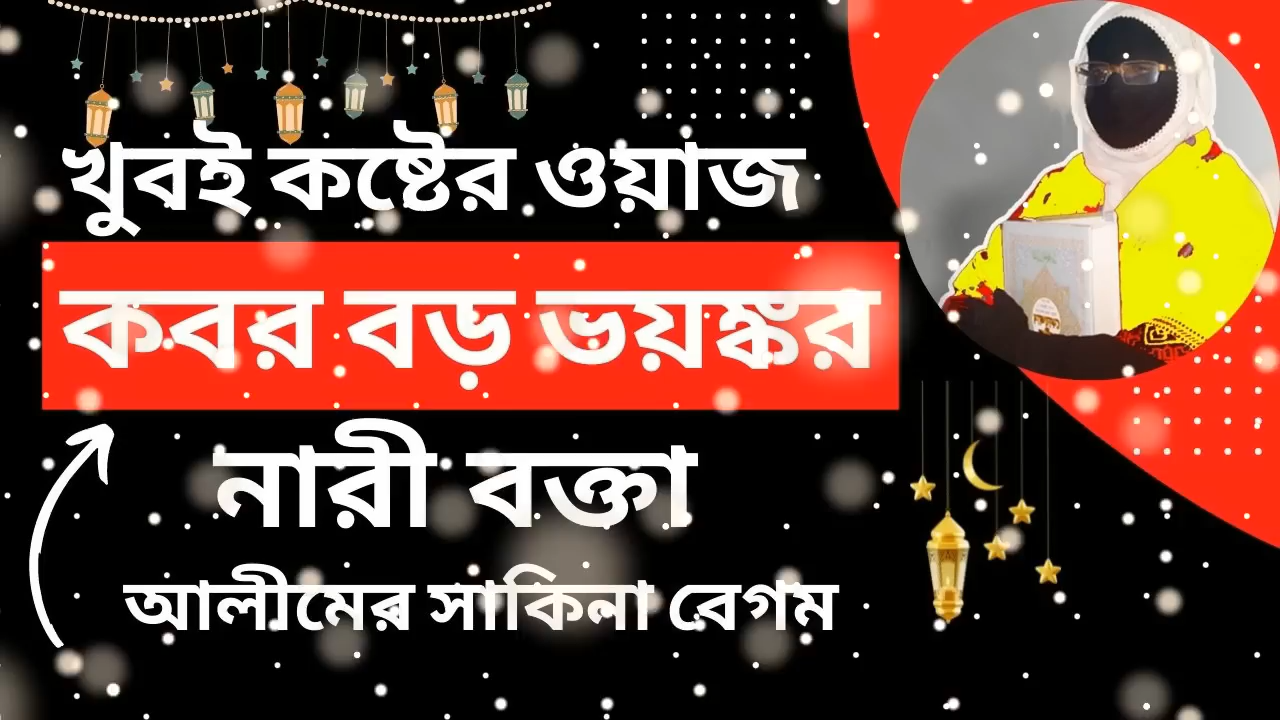 খুবই কষ্টের ওয়াজ
কবর বড় ভয়ঙ্কর
নারী বক্তা
আলীমের সাকিনা বেগম